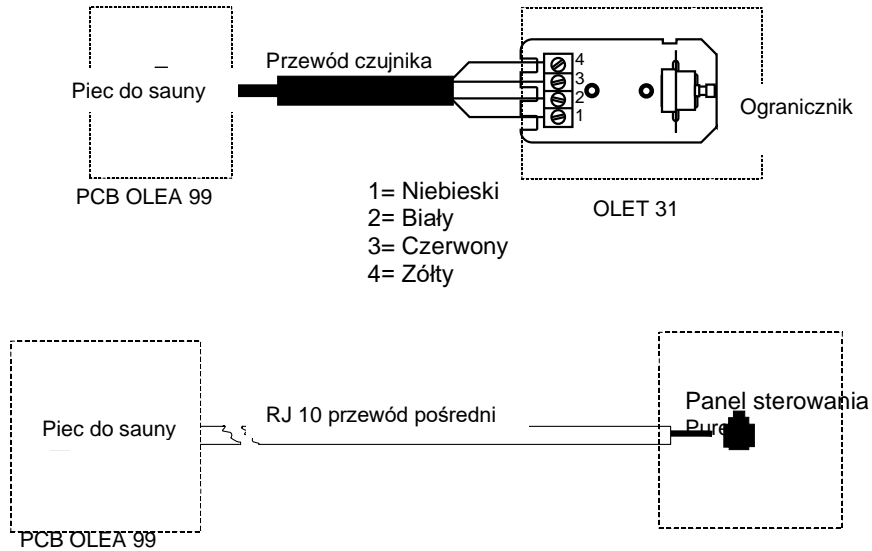 Przewód czujnika
4
3
2
1
Piec do sauny
Ogranicznik
PCB OLEA 99
1= Niebieski
2= Biały
3= Czerwony
4= Zółty
OLET 31
RJ 10 przewód pośredni
Panel sterowania
Pure
Piec do sauny
PCB OLEA 99